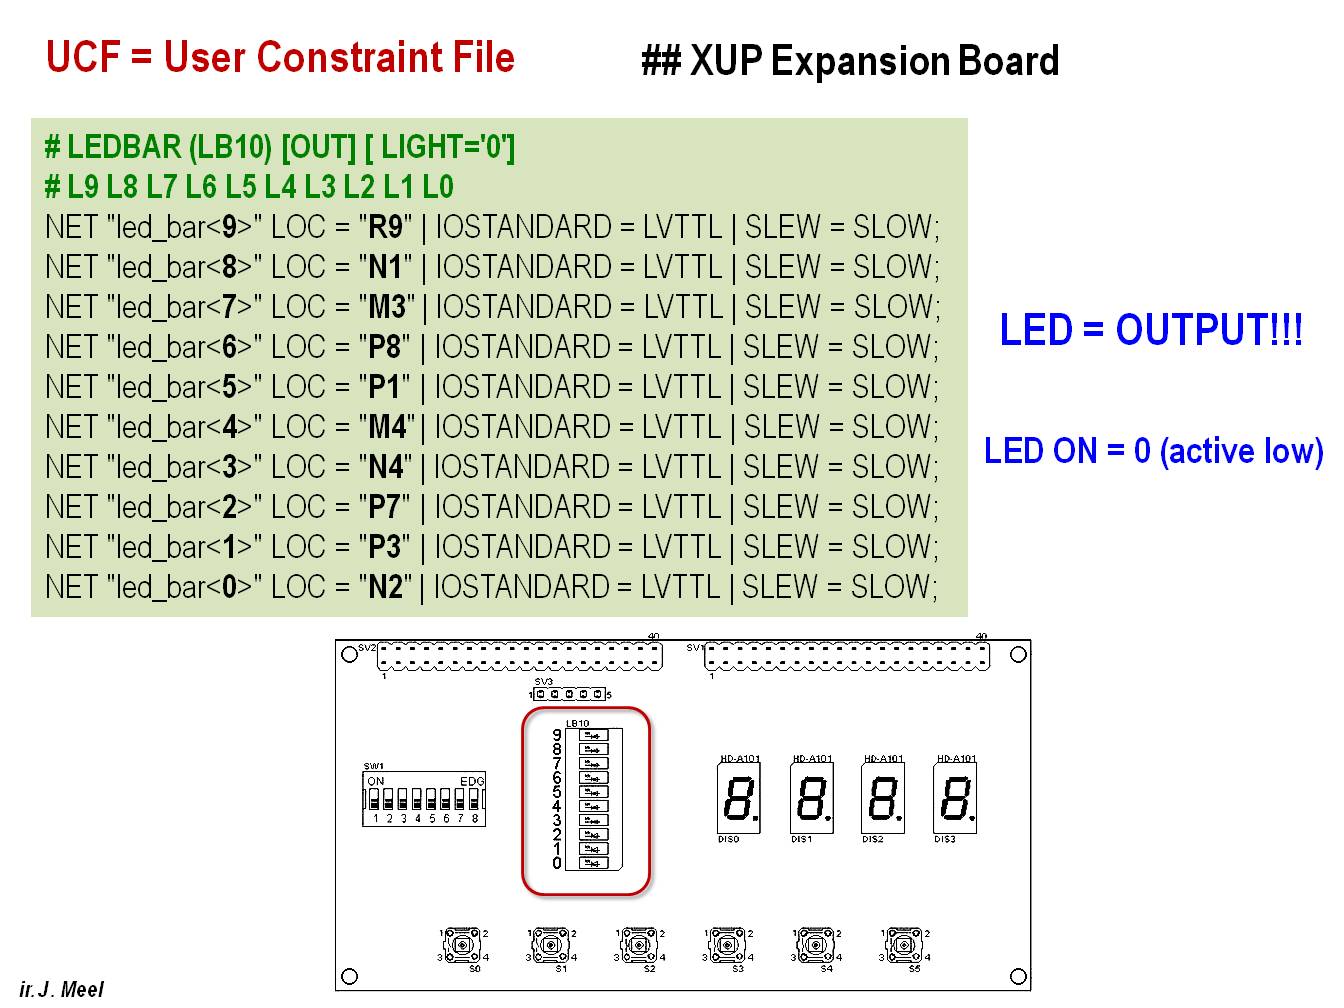 UCF = User Constraint File
## XUP Expansion Board
# LEDBAR (LB10) [OUT] [ LIGHT='0']
# L9 L8 L7 L6 L5 L4 L3 L2 L1 L0
NET "led_bar<9>" LOC = "R9" | IOSTANDARD = LVTTL | SLEW = SLOW;
NET "led_bar<8>" LOC = "N1" | IOSTANDARD = LVTTL | SLEW = SLOW;
NET "led_bar<7>" LOC = "M3" | IOSTANDARD = LVTTL | SLEW = SLOW;
NET "led_bar<6>" LOC = "P8" | IOSTANDARD = LVTTL | SLEW = SLOW;
NET "led_bar<5>" LOC = "P1" | IOSTANDARD = LVTTL | SLEW = SLOW;
NET "led_bar<4>" LOC = "M4" | IOSTANDARD = LVTTL | SLEW = SLOW;
NET "led_bar<3>" LOC = "N4" | IOSTANDARD = LVTTL | SLEW = SLOW;
NET "led_bar<2>" LOC = "P7" | IOSTANDARD = LVTTL | SLEW = SLOW;
NET "led_bar<1>" LOC = "P3" | IOSTANDARD = LVTTL | SLEW = SLOW;
NET "led_bar<0>" LOC = "N2" | IOSTANDARD = LVTTL | SLEW = SLOW;
LED = OUTPUT!!!
LED ON = 0 (active low)
SV2 40
1
SV1 40
1
SV3
1 5
LB10
9
8
7
6
5
4
3
2
1
0
SW1
ON EDG
1 2 3 4 5 6 7 8
HD-A101 HD-A101 HD-A101 HD-A101
8. 8. 8. 8.
DIS0 DIS1 DIS2 DIS3
1 2 1 2 1 2 1 2 1 2 1 2
3 4 3 4 3 4 3 4 3 4 3 4
S0 S1 S2 S3 S4 S5
ir. J. Meel